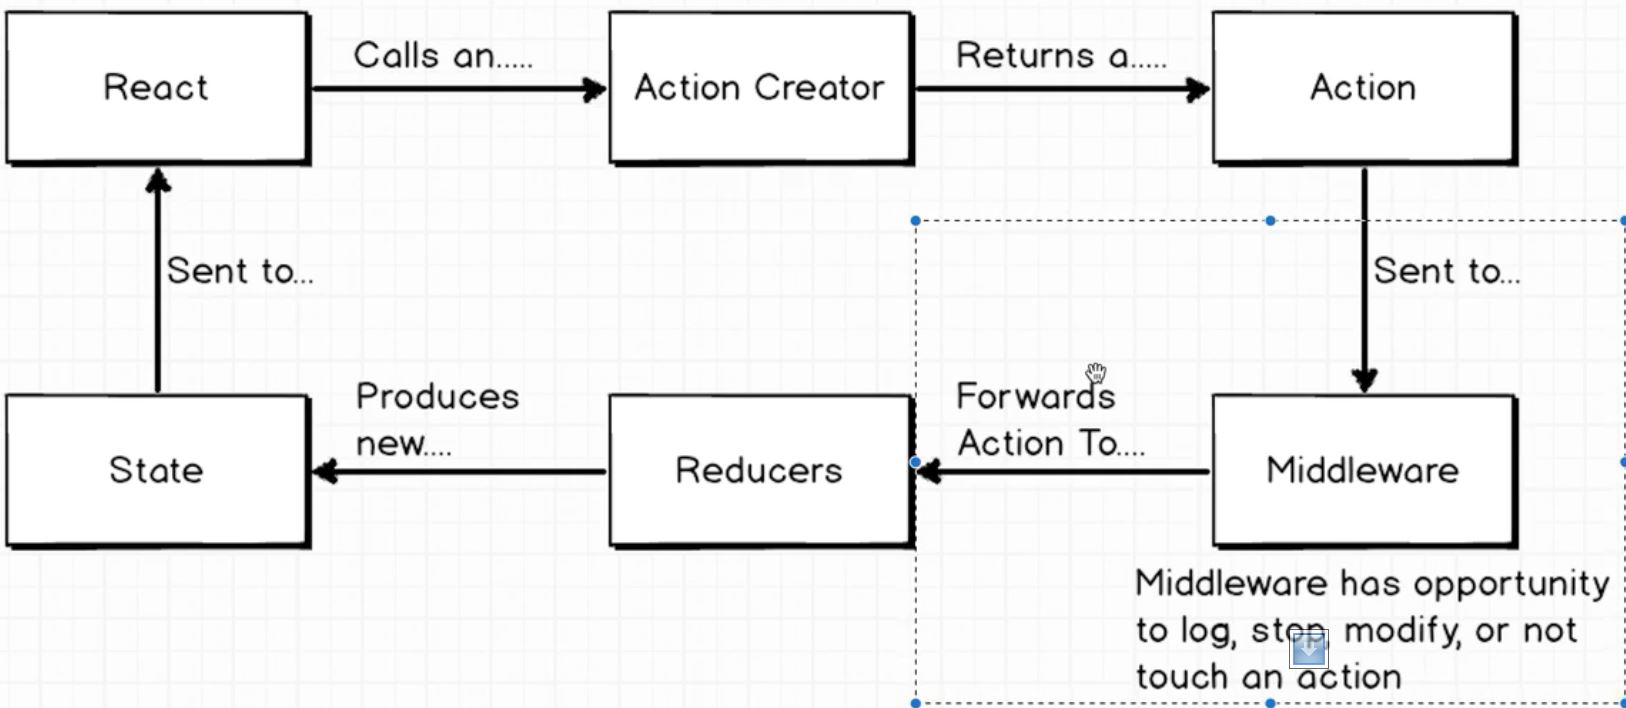 React
Calls an.....
Action Creator
Returns a.....
Action
Sent to...
Sent to...
State
Produces
new....
Reducers
Forwards
Action To....
Middleware
Middleware has opportunity
to log, stop, modify, or not
touch an action